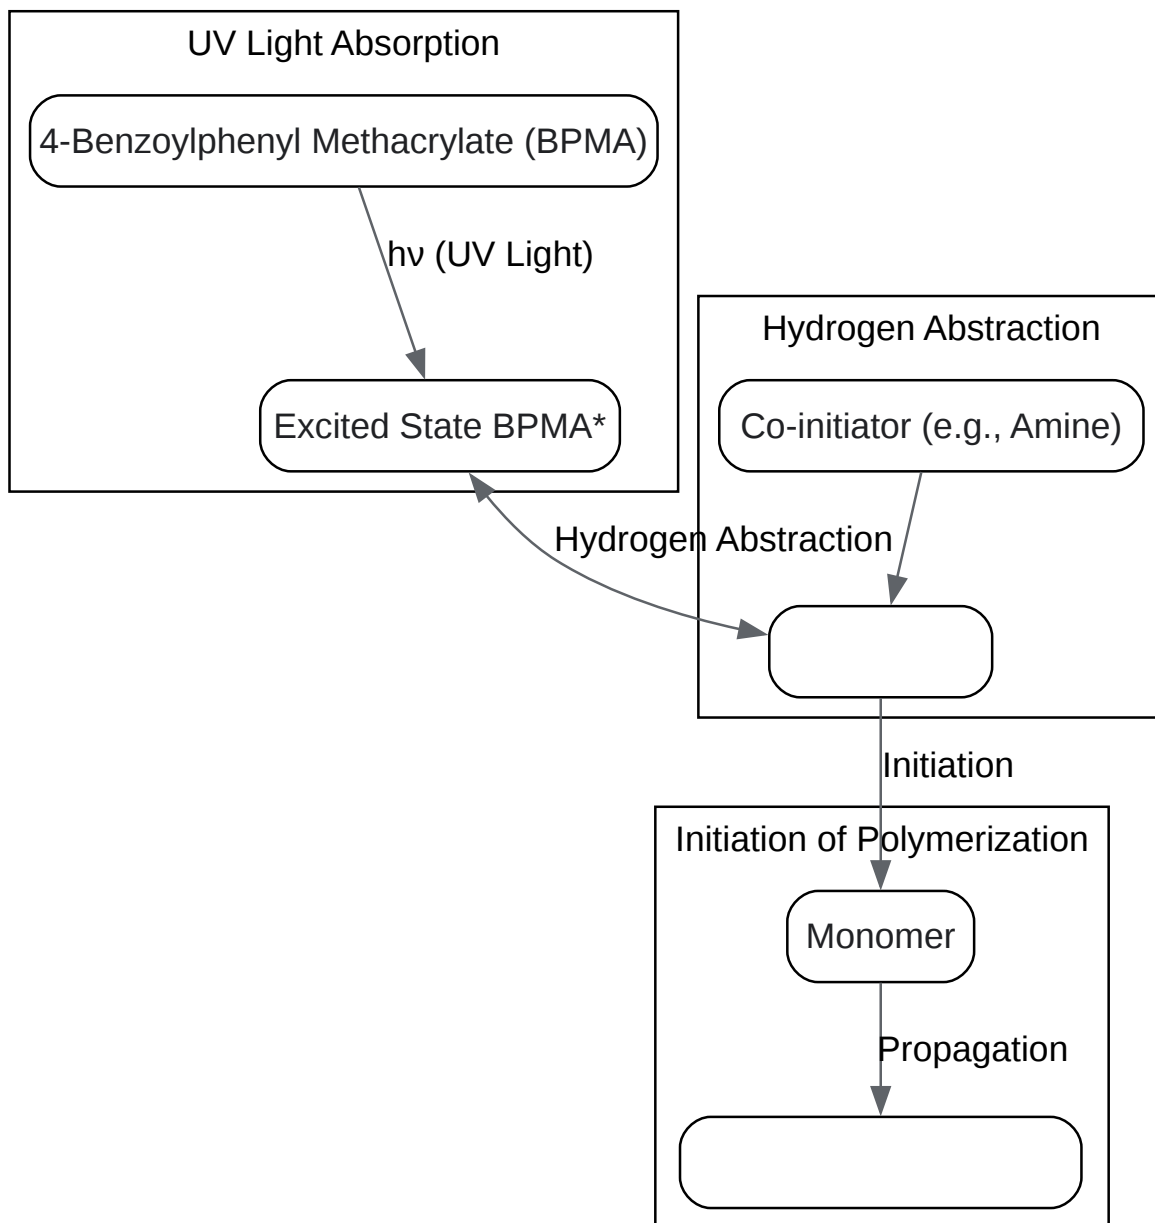 UV Light Absorption
4-Benzoylphenyl Methacrylate (BPMA)
hν (UV Light)
Hydrogen Abstraction
Excited State BPMA*
Co-initiator (e.g., Amine)
Hydrogen Abstraction
Initiation
Initiation of Polymerization
Monomer
Propagation